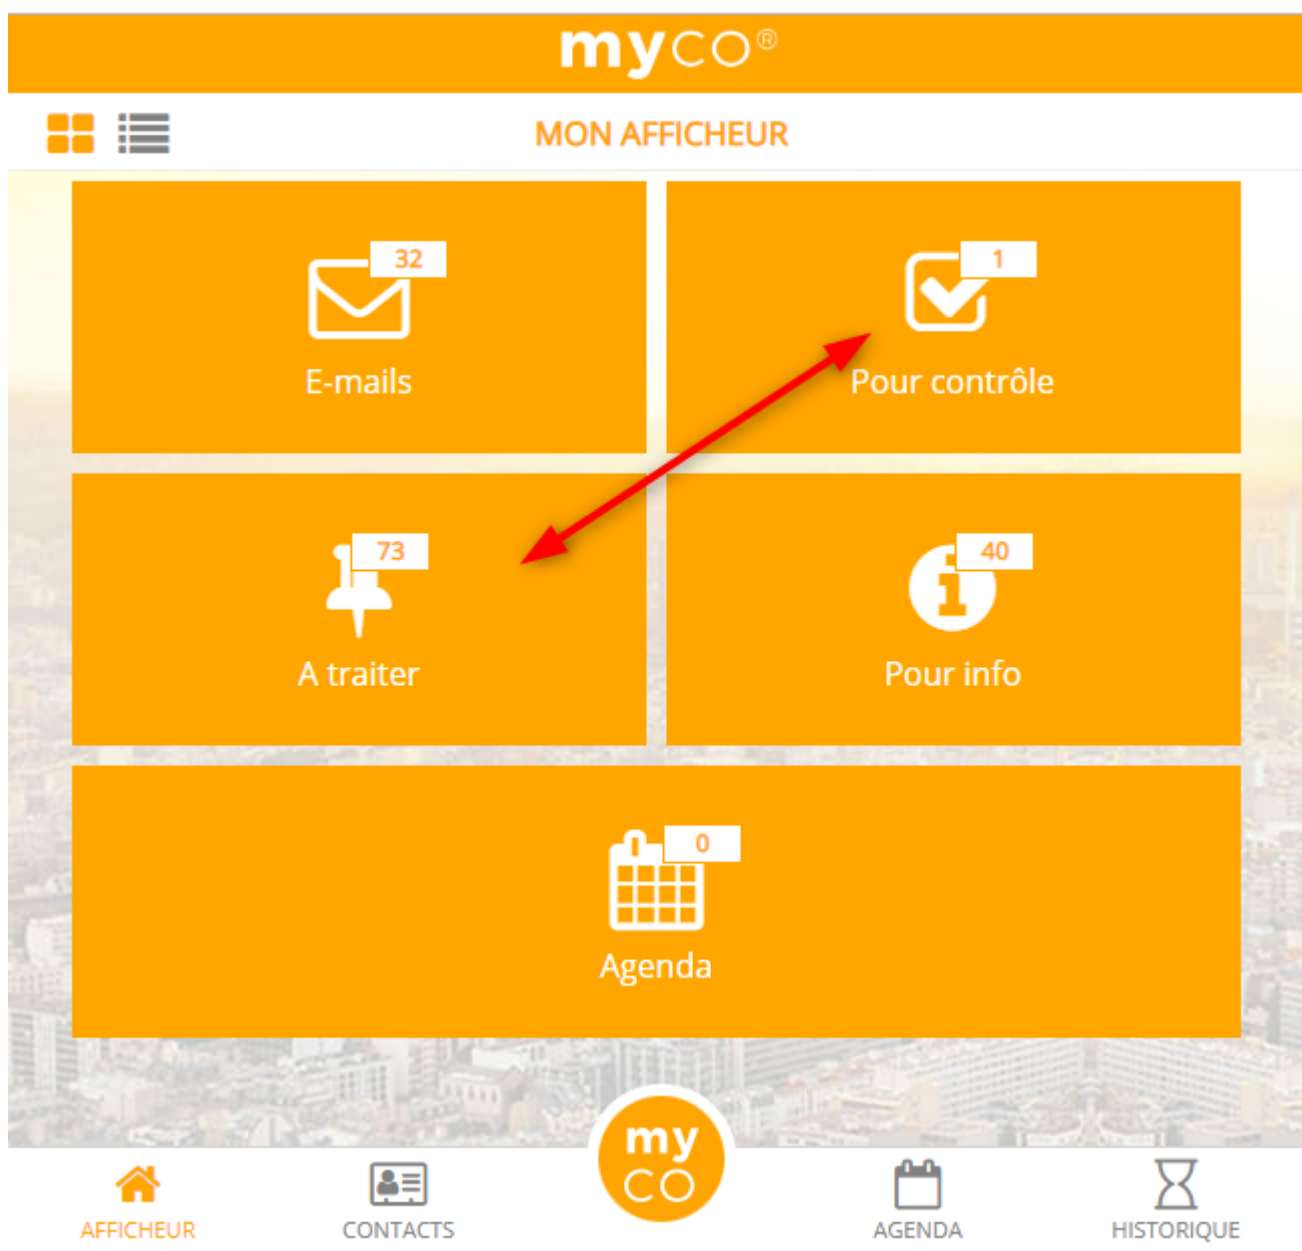 myco®
MON AFFICHEUR
32
E-mails
1
Pour contrôle
73
A traiter
40
Pour info
0
Agenda
my
co
AFFICHEUR
CONTACTS
AGENDA
HISTORIQUE